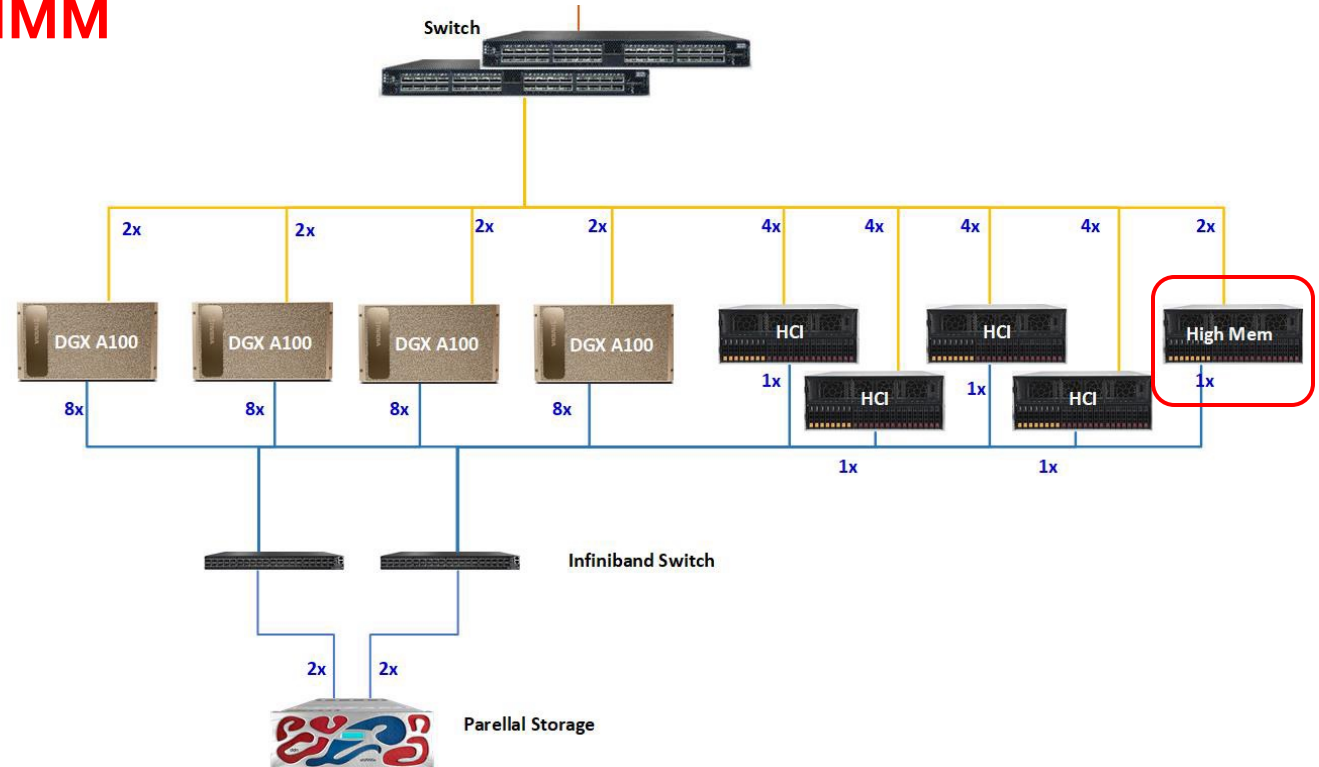 IMM
Switch
2x
2x
2x
2x
4x
4x
4x
4x
2x
DGX A100
DGX A100
DGX A100
DGX A100
HCI
HCI
High Mem
HCI
HCI
8x
8x
8x
8x
1x
1x
1x
1x
1x
Infiniband Switch
2x
2x
Parellal Storage